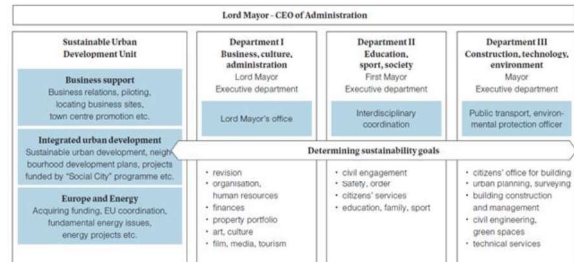 Lord Mayor – CEO of Administration
Sustainable Urban
Development Unit
Business support
Business relations, piloting,
locating business sites,
town centre promotion etc.
Integrated urban development
Sustainable urban development, neigh-
bourhood development plans, projects
funded by "Social City" programme etc.
Europe and Energy
Acquiring funding, EU coordination,
fundamental energy issues,
energy projects etc.
Department I
Business, culture,
administration
Lord Mayor
Executive department
Lord Mayor's office
Department II
Education,
sport, society
First Mayor
Executive department
Interdisciplinary
coordination
Department III
Construction, technology,
environment
Mayor
Executive department
Public transport, environ-
mental protection officer
Determining sustainability goals
• revision
• organisation,
human resources
• finances
• property portfolio
• art, culture
• film, media, tourism
• civil engagement
• Safety, order
• citizens' services
• education, family, sport
• citizens' office for building
• urban planning, surveying
• building construction
and management
• civil engineering,
green spaces
• technical services